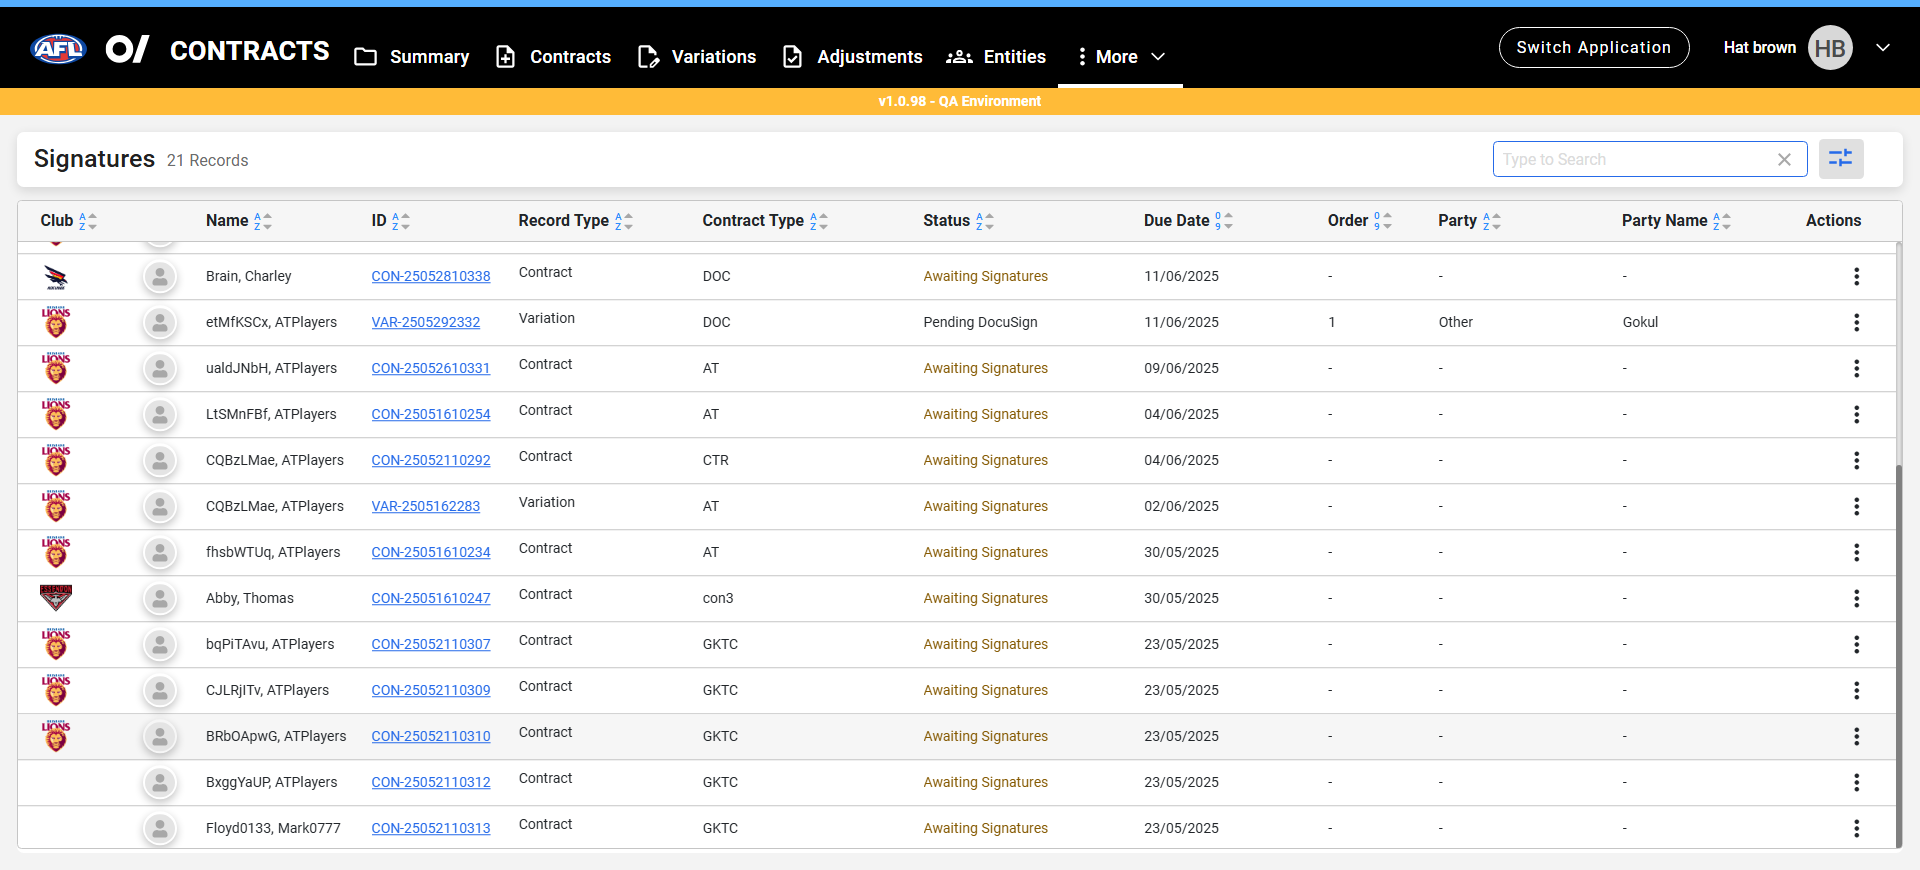 AFL CONTRACTS Summary Contracts Variations Adjustments Entities More Switch Application Hat brown HB
v1.0.98 - QA Environment
Signatures 21 Records Type to Search
Club Name ID Record Type Contract Type Status Due Date Order Party Party Name Actions
Brain, Charley CON-25052810338 Contract DOC Awaiting Signatures 11/06/2025 - - -
LIONS etMfKSCx, ATPlayers VAR-2505292332 Variation DOC Pending DocuSign 11/06/2025 1 Other Gokul
LIONS ualdJNbH, ATPlayers CON-25052610331 Contract AT Awaiting Signatures 09/06/2025 - - -
LIONS LtSMnFBf, ATPlayers CON-25051610254 Contract AT Awaiting Signatures 04/06/2025 - - -
LIONS CQBzLMae, ATPlayers CON-25052110292 Contract CTR Awaiting Signatures 04/06/2025 - - -
LIONS CQBzLMae, ATPlayers VAR-2505162283 Variation AT Awaiting Signatures 02/06/2025 - - -
LIONS fhsbWTUq, ATPlayers CON-25051610234 Contract AT Awaiting Signatures 30/05/2025 - - -
ESSENDON Abby, Thomas CON-25051610247 Contract con3 Awaiting Signatures 30/05/2025 - - -
LIONS bqPiTAvu, ATPlayers CON-25052110307 Contract GKTC Awaiting Signatures 23/05/2025 - - -
LIONS CJLRjITv, ATPlayers CON-25052110309 Contract GKTC Awaiting Signatures 23/05/2025 - - -
LIONS BRbOApwG, ATPlayers CON-25052110310 Contract GKTC Awaiting Signatures 23/05/2025 - - -
BxggYaUP, ATPlayers CON-25052110312 Contract GKTC Awaiting Signatures 23/05/2025 - - -
Floyd0133, Mark0777 CON-25052110313 Contract GKTC Awaiting Signatures 23/05/2025 - - -